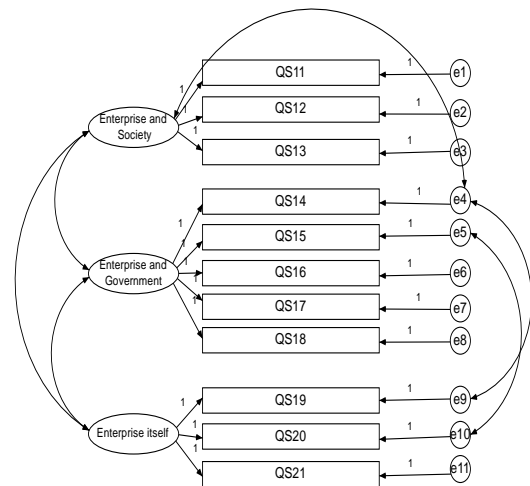 1 QS11 1 e1
1 QS12 1 e2
Enterprise and
Society
1 QS13 1 e3
QS14 1 e4
1 QS15 1 e5
1
Enterprise and
Government
1 QS16 1 e6
1 QS17 1 e7
1 QS18 1 e8
1 QS19 1 e9
Enterprise itself
1 QS20 1 e10
1 QS21 1 e11